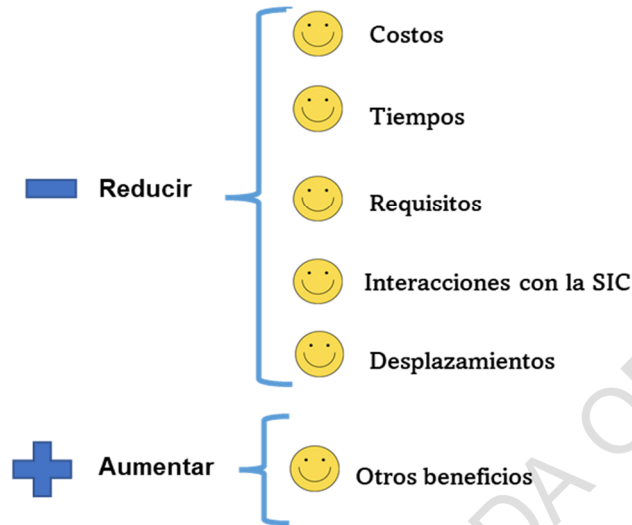 Costos
Tiempos
Reducir
Requisitos
Interacciones con la SIC
Desplazamientos
Aumentar
Otros beneficios